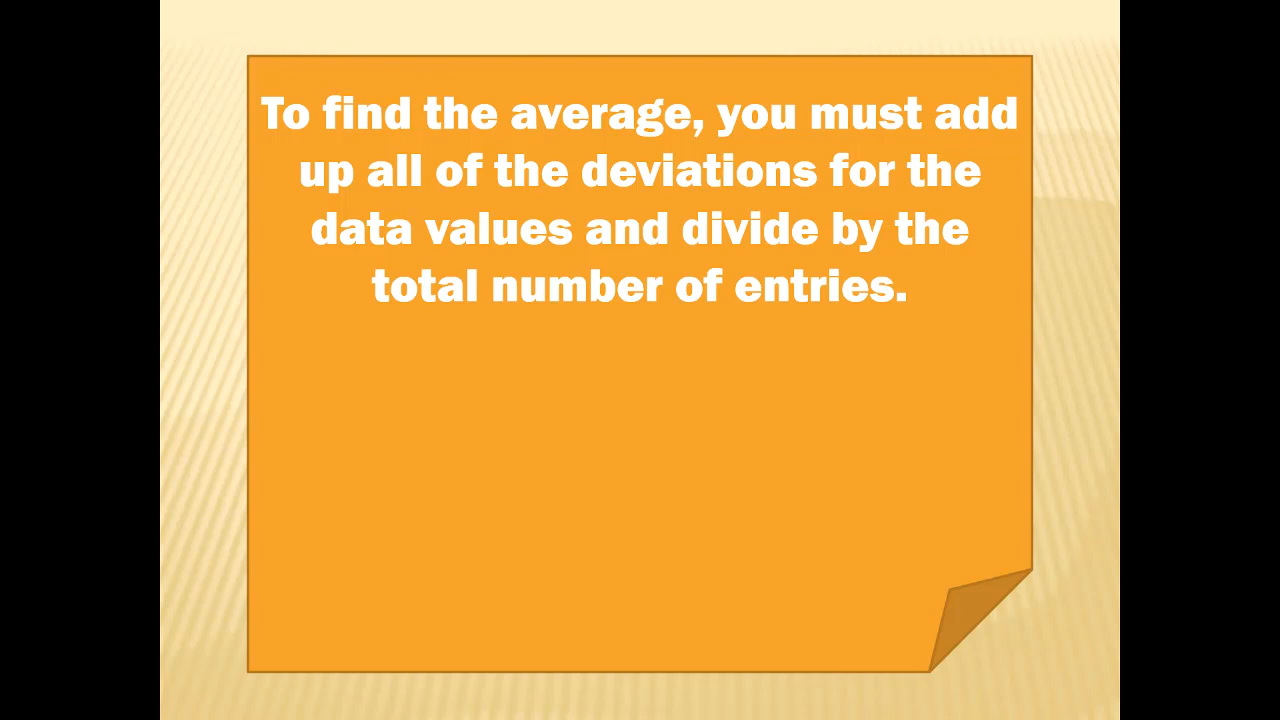 To find the average, you must add
up all of the deviations for the
data values and divide by the
total number of entries.